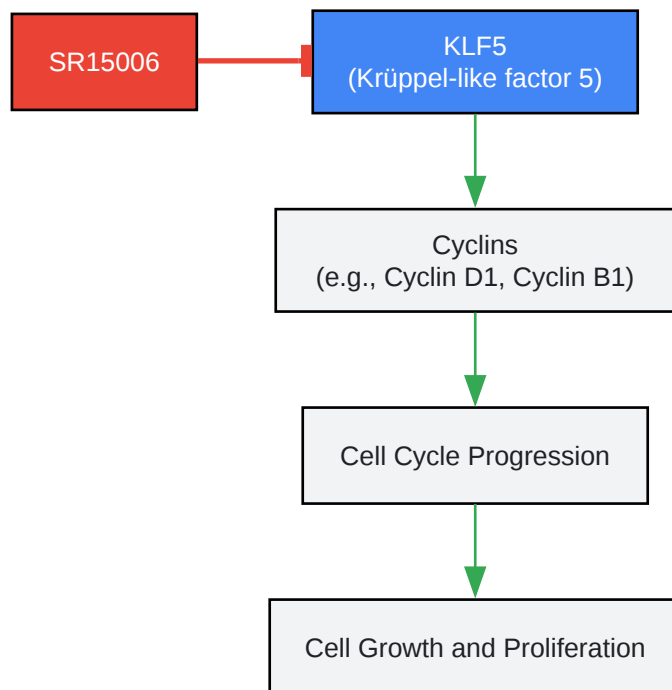 SR15006
KLF5
(Krüppel-like factor 5)
Cyclins
(e.g., Cyclin D1, Cyclin B1)
Cell Cycle Progression
Cell Growth and Proliferation